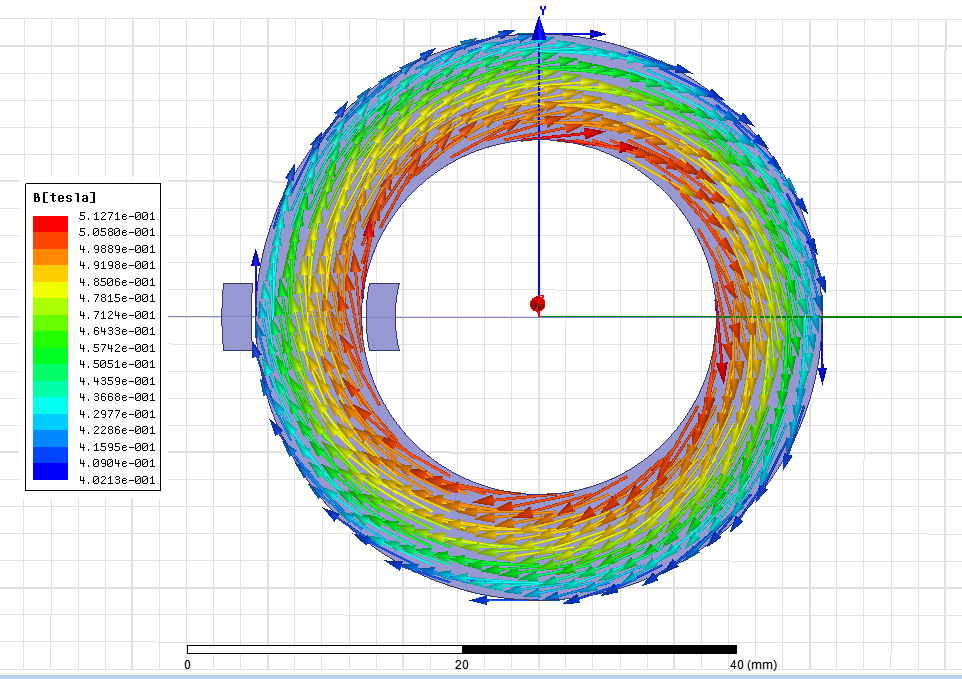 Y
B[tesla]
5.1271e-001
5.0580e-001
4.9889e-001
4.9198e-001
4.8506e-001
4.7815e-001
4.7124e-001
4.6433e-001
4.5742e-001
4.5051e-001
4.4359e-001
4.3668e-001
4.2977e-001
4.2286e-001
4.1595e-001
4.0904e-001
4.0213e-001
0 20 40 (mm)